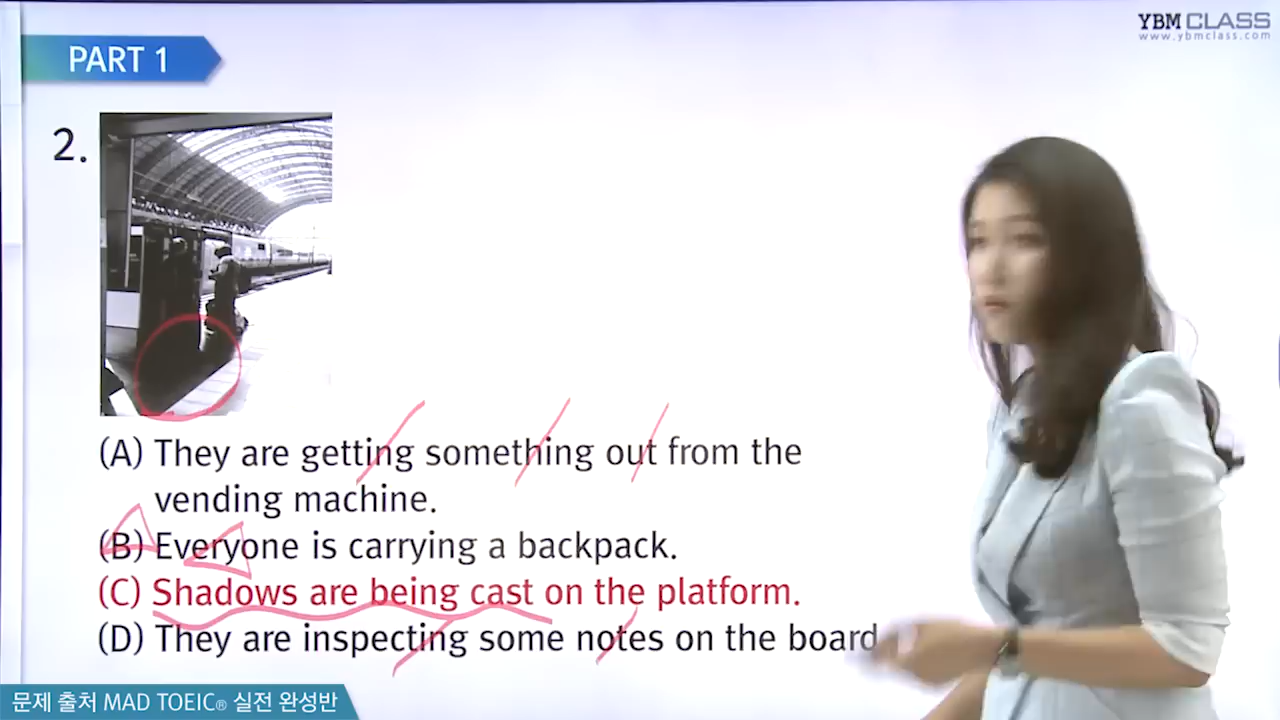 YBM CLASS
www.ybmclass.com
PART 1
2.
(A) They are getting something out from the
vending machine.
(B) Everyone is carrying a backpack.
(C) Shadows are being cast on the platform.
(D) They are inspecting some notes on the board
문제 출처 MAD TOEIC® 실전 완성반